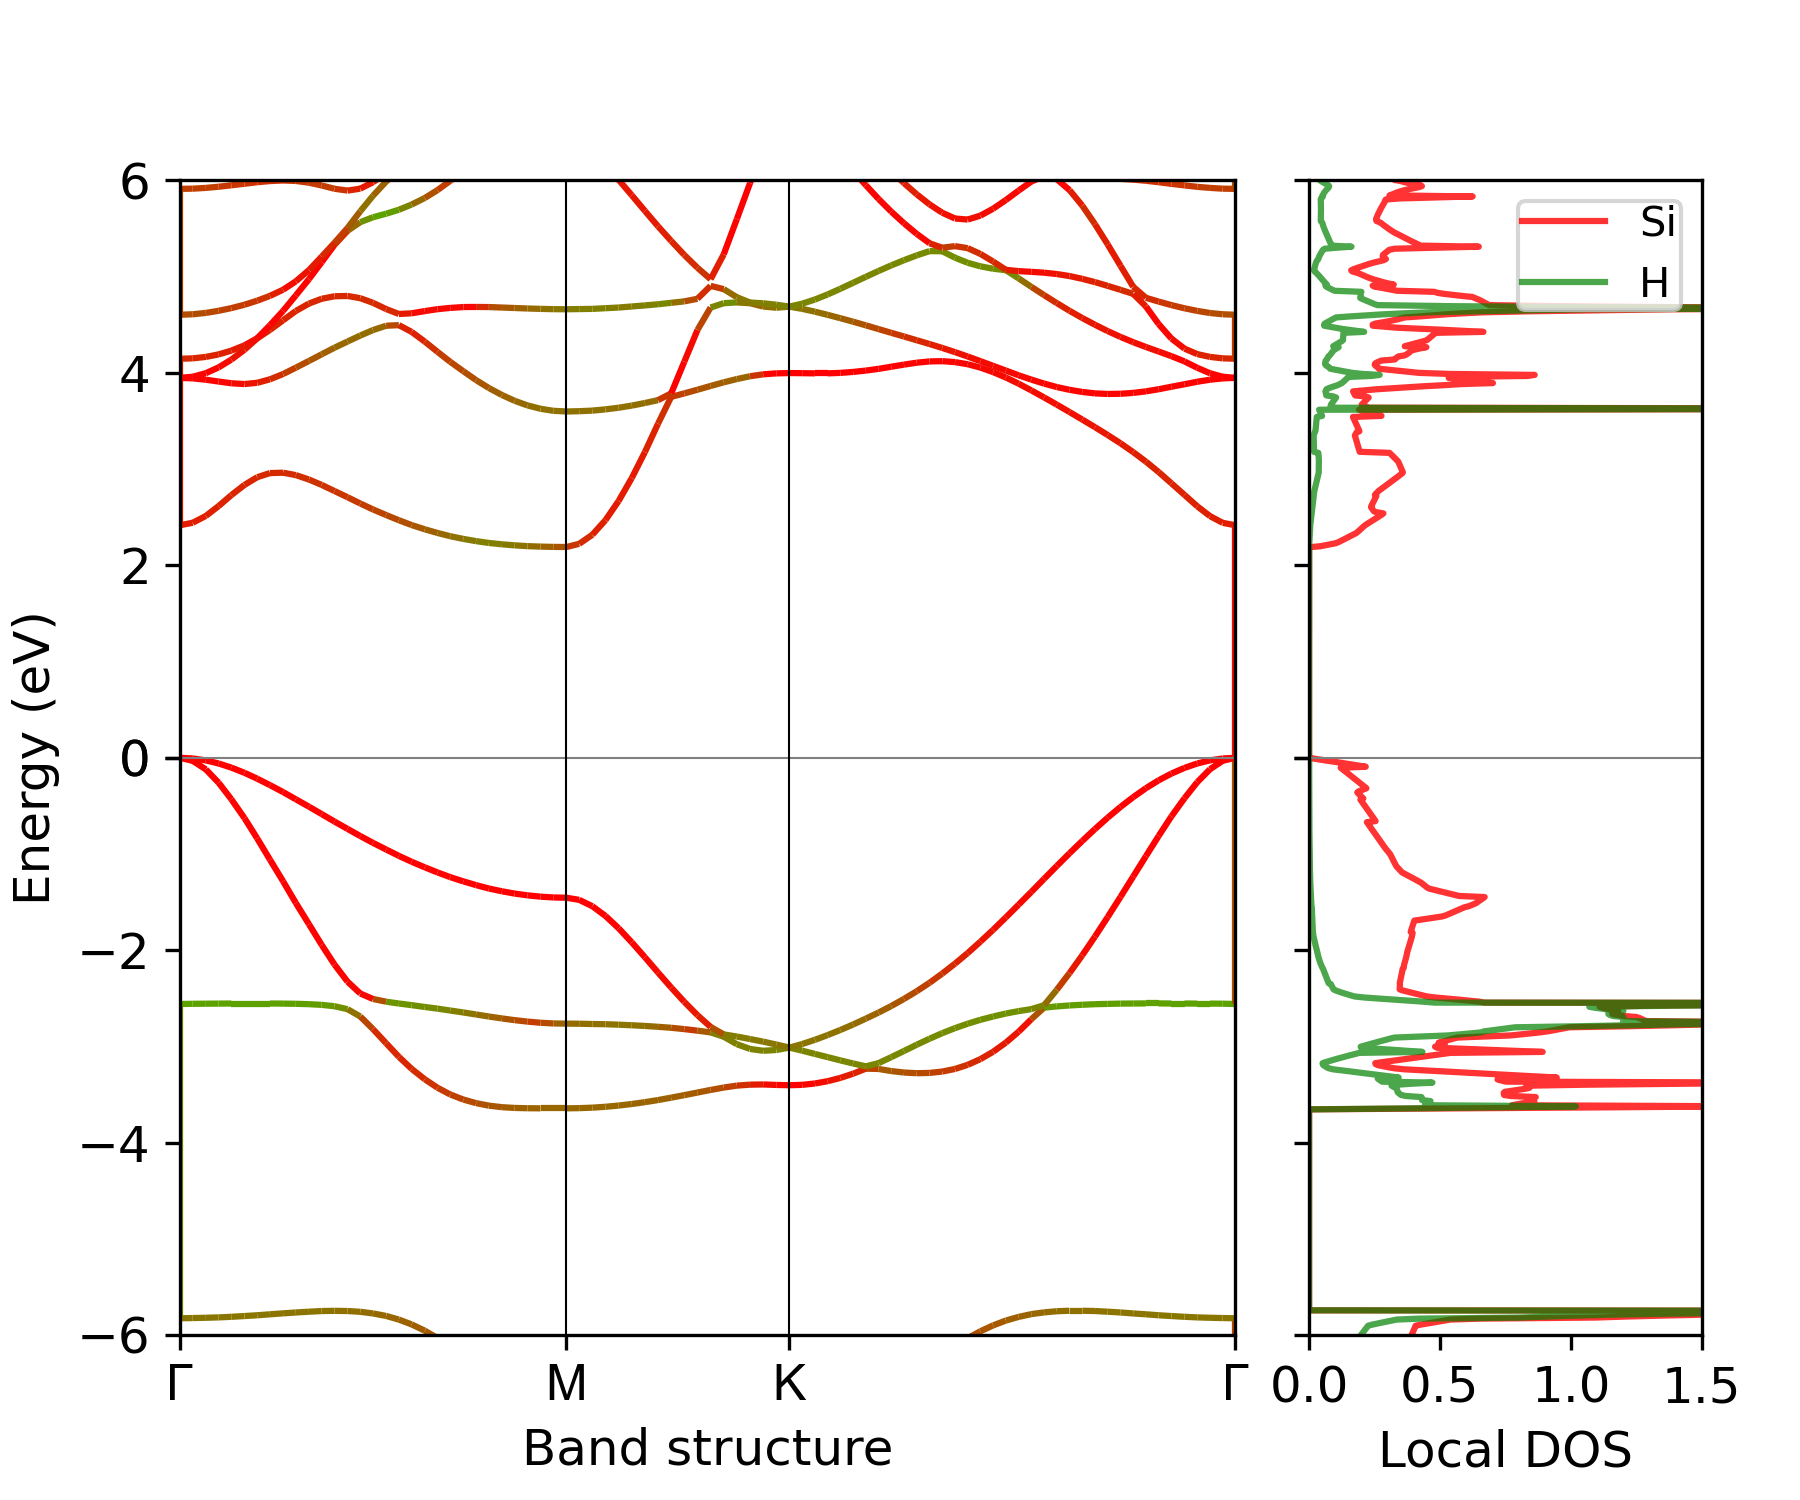 Energy (eV)
6
4
2
0
−2
−4
−6
Γ
M
K
Γ
Band structure
Si
H
0.0
0.5
1.0
1.5
Local DOS